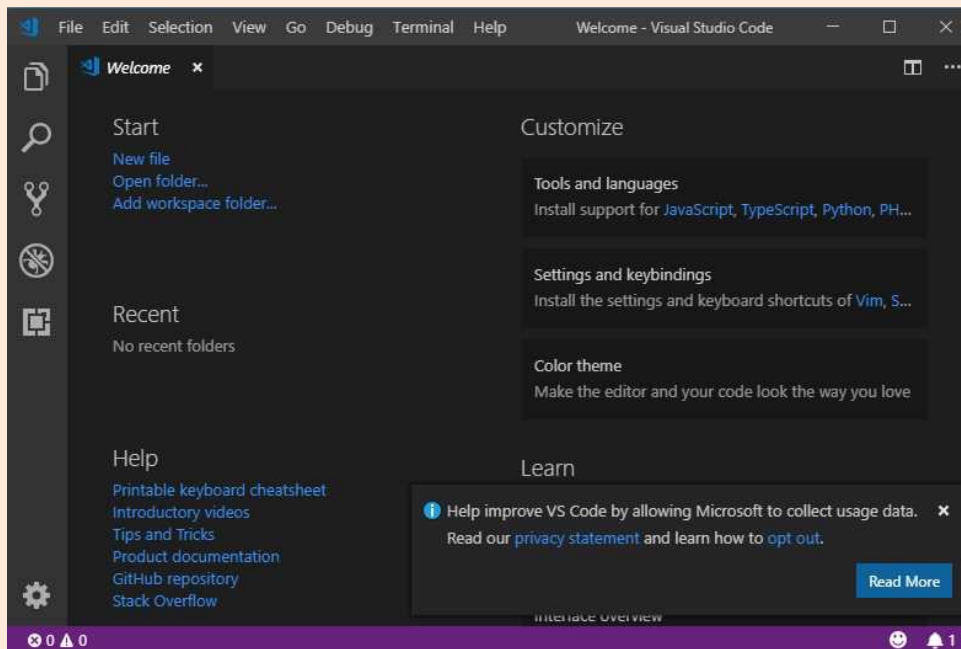 File Edit Selection View Go Debug Terminal Help Welcome - Visual Studio Code
Welcome
Start
New file
Open folder...
Add workspace folder...
Recent
No recent folders
Help
Printable keyboard cheatsheet
Introductory videos
Tips and Tricks
Product documentation
GitHub repository
Stack Overflow
Customize
Tools and languages
Install support for JavaScript, TypeScript, Python, PH...
Settings and keybindings
Install the settings and keyboard shortcuts of Vim, S...
Color theme
Make the editor and your code look the way you love
Learn
Help improve VS Code by allowing Microsoft to collect usage data.
Read our privacy statement and learn how to opt out.
Read More
Interface overview
0 0
1